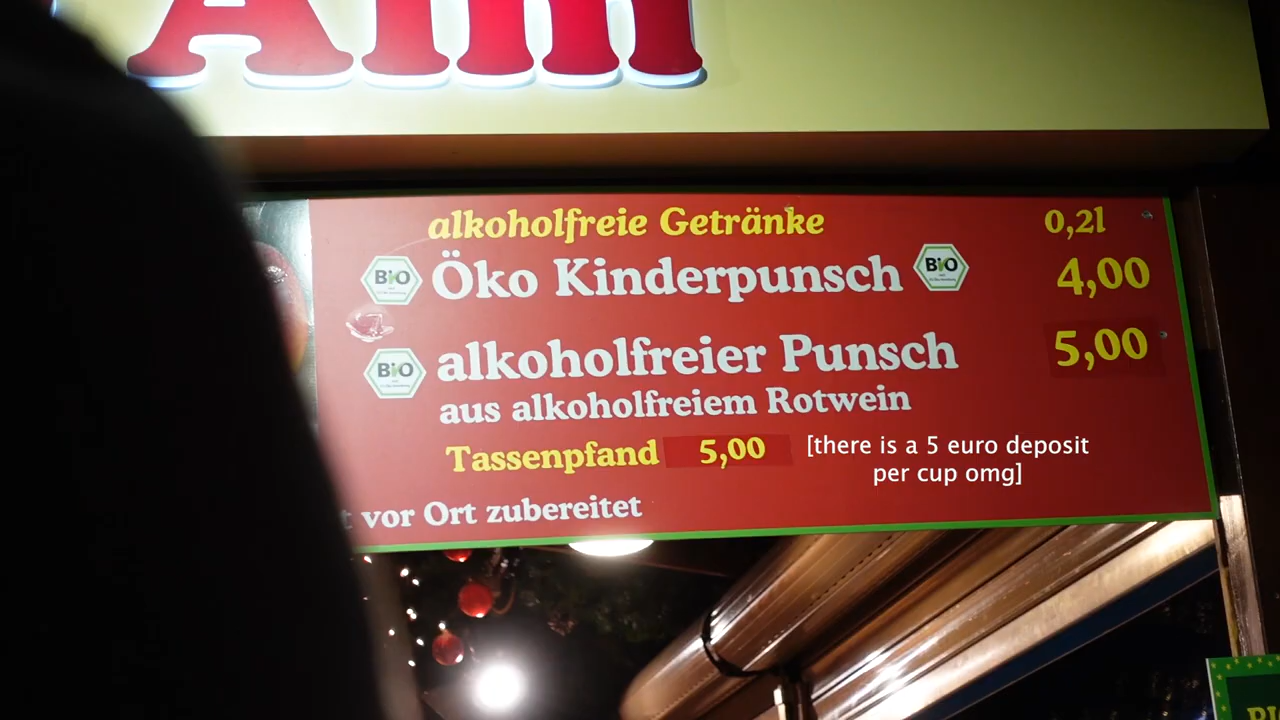 alkoholfreie Getränke 0,2l
BIO Öko Kinderpunsch BIO 4,00
BIO alkoholfreier Punsch 5,00
aus alkoholfreiem Rotwein
Tassenpfand 5,00 [there is a 5 euro deposit
per cup omg]
vor Ort zubereitet